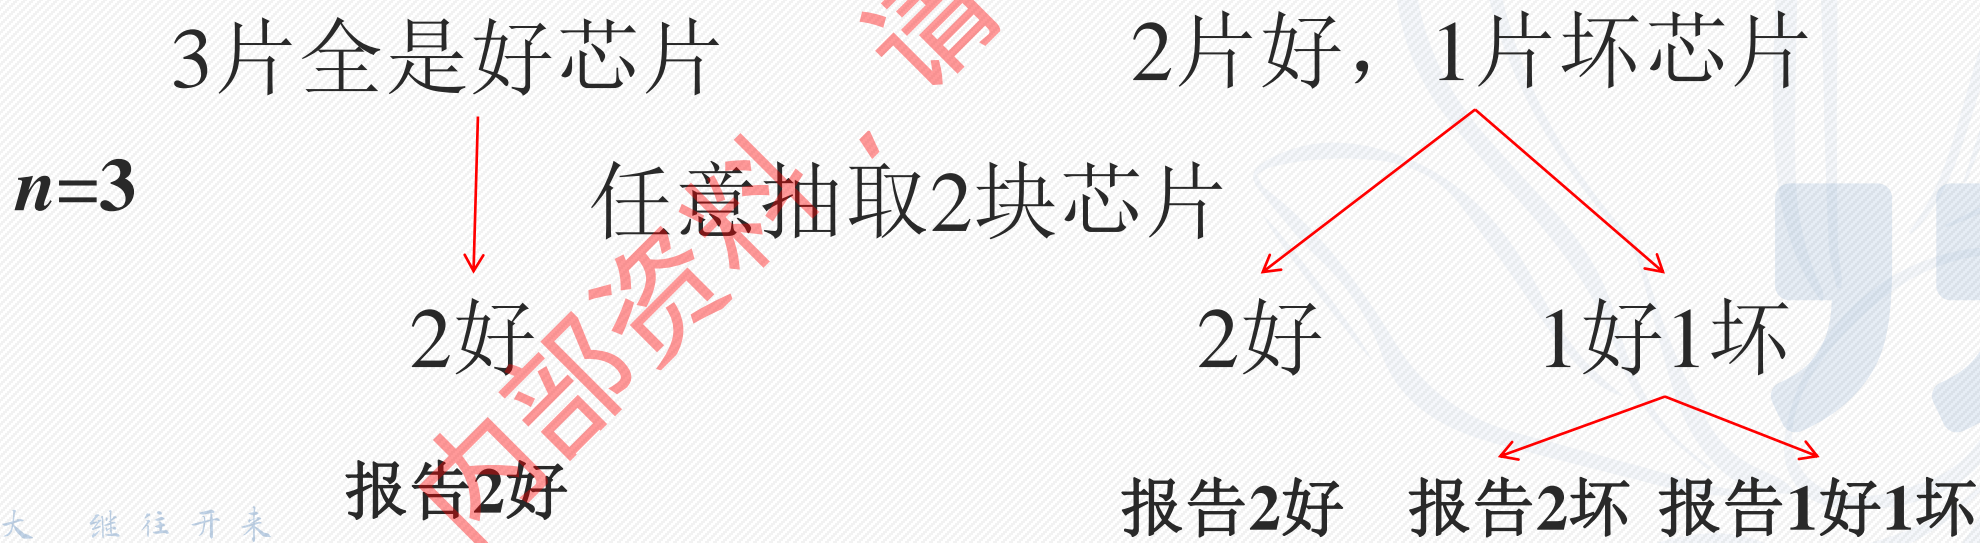 3片全是好芯片
2片好，1片坏芯片
n=3
任意抽取2块芯片
2好
2好
1好1坏
报告2好
报告2好
报告2坏
报告1好1坏
内部资料，请
大 继往开来